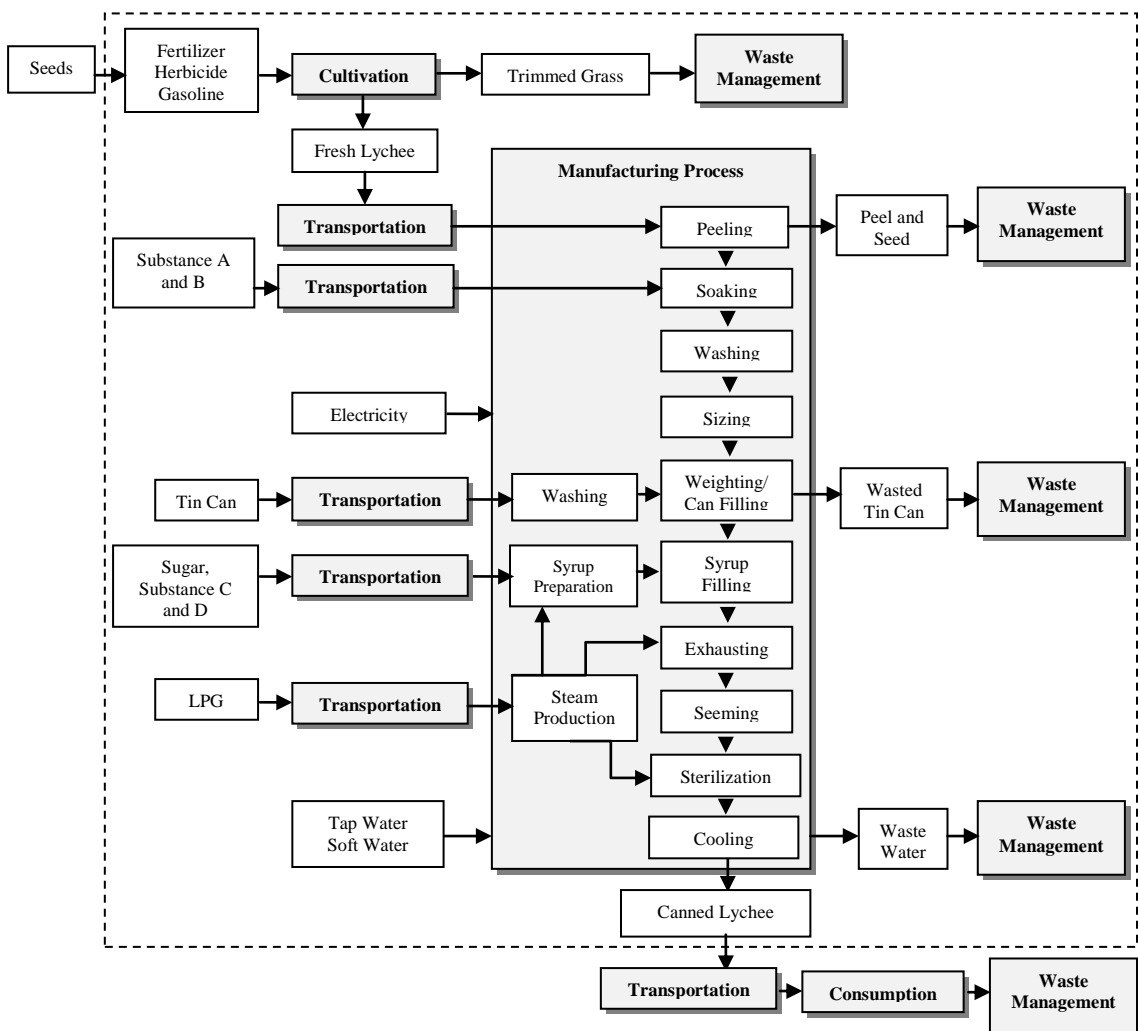 Seeds
Fertilizer
Herbicide
Gasoline
Cultivation
Trimmed Grass
Waste
Management
Fresh Lychee
Manufacturing Process
Transportation
Peeling
Peel and
Seed
Waste
Management
Substance A
and B
Transportation
Soaking
Washing
Electricity
Sizing
Tin Can
Transportation
Washing
Weighting/
Can Filling
Wasted
Tin Can
Waste
Management
Sugar,
Substance C
and D
Transportation
Syrup
Preparation
Syrup
Filling
Exhausting
LPG
Transportation
Steam
Production
Seeming
Sterilization
Tap Water
Soft Water
Cooling
Waste
Water
Waste
Management
Canned Lychee
Transportation
Consumption
Waste
Management